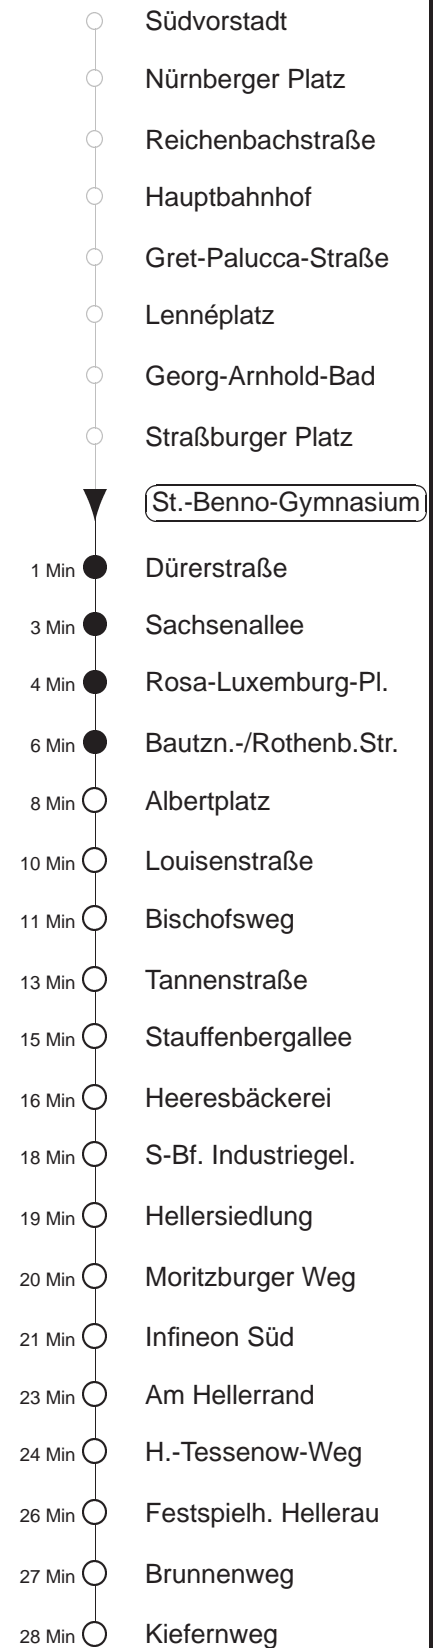 Südvorstadt
Nürnberger Platz
Reichenbachstraße
Hauptbahnhof
Gret-Palucca-Straße
Lennéplatz
Georg-Arnhold-Bad
Straßburger Platz
St.-Benno-Gymnasium
1 Min Dürerstraße
3 Min Sachsenallee
4 Min Rosa-Luxemburg-Pl.
6 Min Bautzn.-/Rothenb.Str.
8 Min Albertplatz
10 Min Louisenstraße
11 Min Bischofsweg
13 Min Tannenstraße
15 Min Stauffenbergallee
16 Min Heeresbäckerei
18 Min S-Bf. Industriegel.
19 Min Hellersiedlung
20 Min Moritzburger Weg
21 Min Infineon Süd
23 Min Am Hellerrand
24 Min H.-Tessenow-Weg
26 Min Festspielh. Hellerau
27 Min Brunnenweg
28 Min Kiefernweg